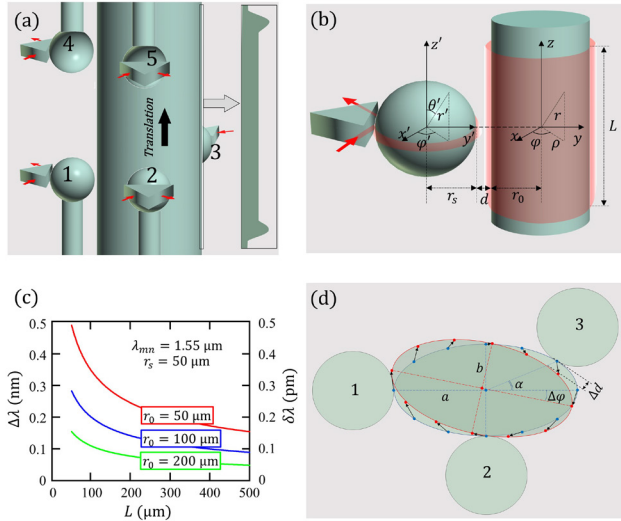 (a)
4
5
Translation
3
1
2
(b)
z′
z
θ′
r′
r
L
x′
φ′
y′
x
φ
ρ
y
r_s
d
r_0
(c)
0.5
0.5
λ_mn = 1.55 μm
0.4
0.4
r_s = 50 μm
Δλ (nm)
0.3
0.3
δλ (pm)
0.2
r_0 = 50 μm
0.2
0.1
r_0 = 100 μm
0.1
0
r_0 = 200 μm
0
0
100
200
300
400
500
L (μm)
(d)
3
b
1
α
Δd
a
Δφ
2